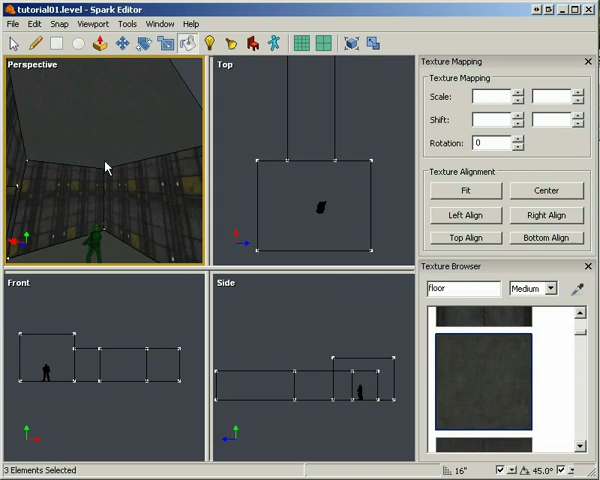 tutorial01.level - Spark Editor
File Edit Snap Viewport Tools Window Help
Perspective
Top
Front
Side
Texture Mapping
Texture Mapping
Scale:
Shift:
Rotation: 0
Texture Alignment
Fit Center
Left Align Right Align
Top Align Bottom Align
Texture Browser
floor Medium
3 Elements Selected
16" 45.0°